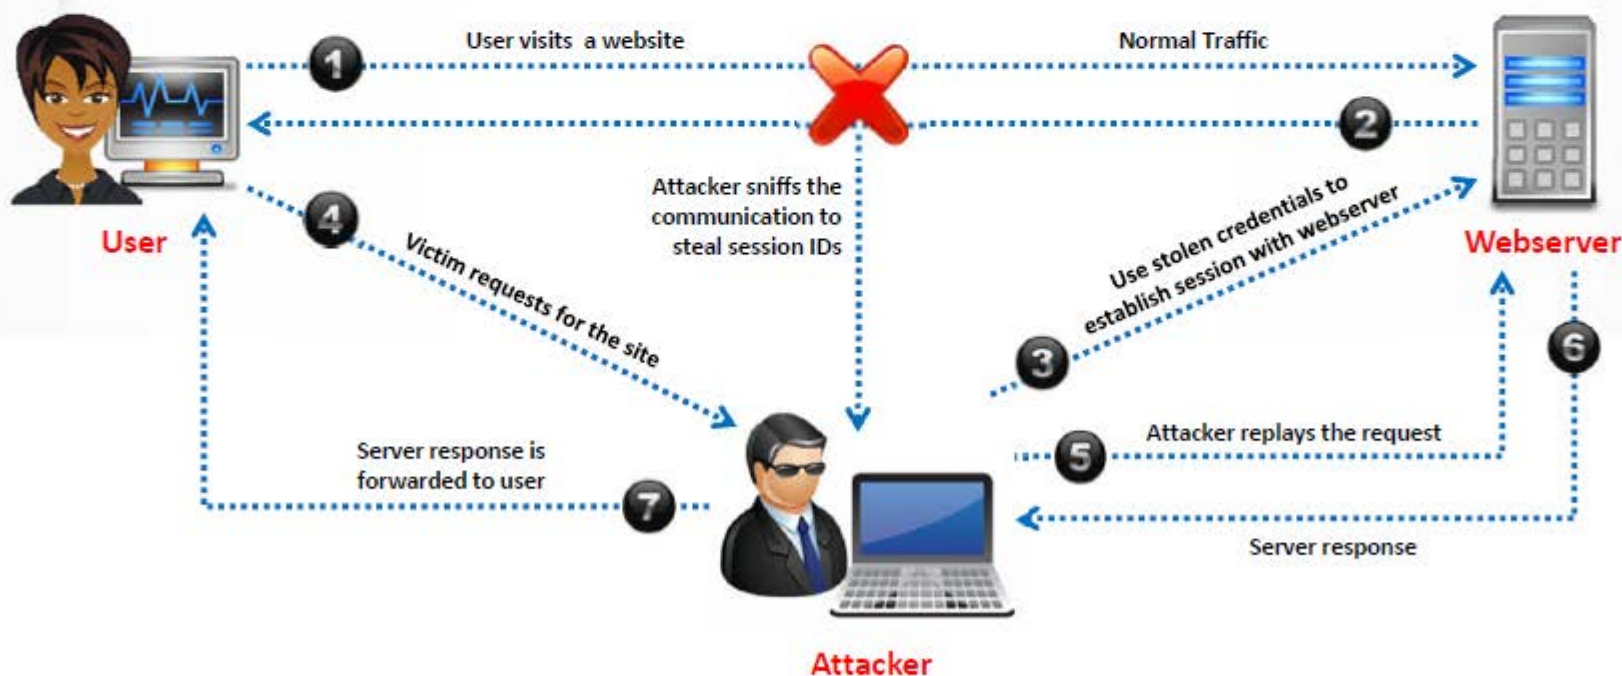 User visits a website
Normal Traffic
1
2
Attacker sniffs the
communication to
steal session IDs
4
Victim requests for the site
Use stolen credentials to
establish session with webserver
3
User
Webserver
6
Server response is
forwarded to user
7
5
Attacker replays the request
Server response
Attacker